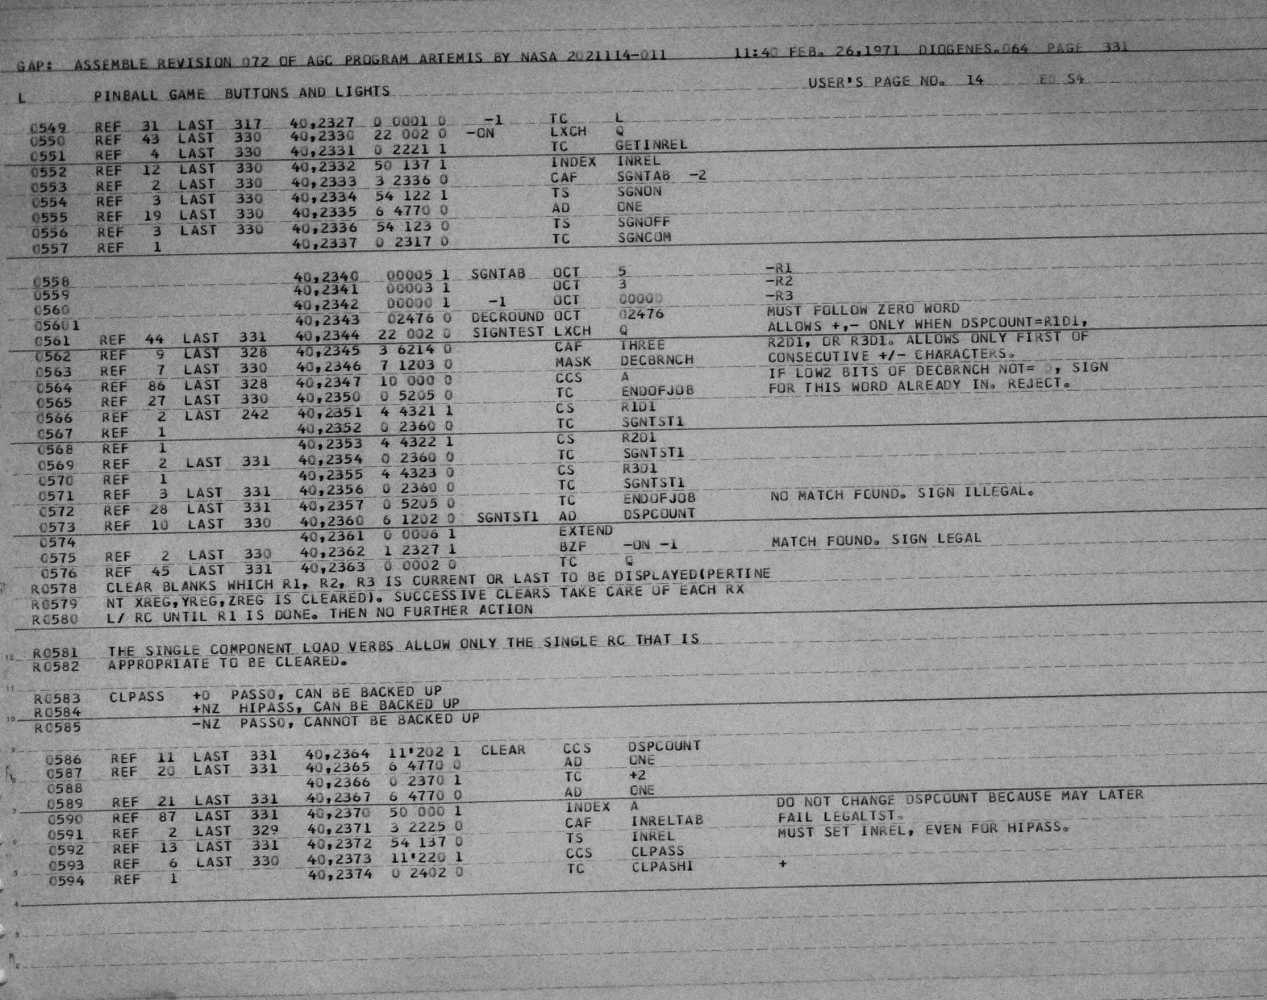 GAP: ASSEMBLE REVISION 072 OF AGC PROGRAM ARTEMIS BY NASA 2021114-011 11:40 FEB. 26,1971 DIOGENES.064 PAGE 331
L PINBALL GAME BUTTONS AND LIGHTS USER'S PAGE NO. 14 S4
0549 REF 31 LAST 317 40,2327 0 0001 0 -1 TC L
0550 REF 43 LAST 330 40,2330 22 002 0 -ON LXCH Q
0551 REF 4 LAST 330 40,2331 0 2221 1 TC GETINREL
0552 REF 12 LAST 330 40,2332 50 137 1 INDEX INREL
0553 REF 2 LAST 330 40,2333 3 2336 0 CAF SGNTAB -2
0554 REF 3 LAST 330 40,2334 54 122 1 TS SGNON
0555 REF 19 LAST 330 40,2335 6 4770 0 AD ONE
0556 REF 3 LAST 330 40,2336 54 123 0 TS SGNOFF
0557 REF 1 40,2337 0 2317 0 TC SGNCOM
0558 40,2340 00005 1 SGNTAB OCT 5 -R1
0559 40,2341 00003 1 OCT 3 -R2
0560 40,2342 00000 1 -1 OCT 00000 -R3
05601 40,2343 02476 0 DECROUND OCT 02476 MUST FOLLOW ZERO WORD
0561 REF 44 LAST 331 40,2344 22 002 0 SIGNTEST LXCH Q ALLOWS +,- ONLY WHEN DSPCOUNT=R1D1,
0562 REF 9 LAST 328 40,2345 3 6214 0 CAF THREE R2D1, OR R3D1. ALLOWS ONLY FIRST OF
0563 REF 7 LAST 330 40,2346 7 1203 0 MASK DECBRNCH CONSECUTIVE +/- CHARACTERS.
0564 REF 86 LAST 328 40,2347 10 000 0 CCS A IF LOW2 BITS OF DECBRNCH NOT= 0, SIGN
0565 REF 27 LAST 330 40,2350 0 5205 0 TC ENDOFJOB FOR THIS WORD ALREADY IN. REJECT.
0566 REF 2 LAST 242 40,2351 4 4321 1 CS R1D1
0567 REF 1 40,2352 0 2360 0 TC SGNTST1
0568 REF 1 40,2353 4 4322 1 CS R2D1
0569 REF 2 LAST 331 40,2354 0 2360 0 TC SGNTST1
0570 REF 1 40,2355 4 4323 0 CS R3D1
0571 REF 3 LAST 331 40,2356 0 2360 0 TC SGNTST1
0572 REF 28 LAST 331 40,2357 0 5205 0 TC ENDOFJOB NO MATCH FOUND. SIGN ILLEGAL.
0573 REF 10 LAST 330 40,2360 6 1202 0 SGNTST1 AD DSPCOUNT
0574 40,2361 0 0006 1 EXTEND
0575 REF 2 LAST 330 40,2362 1 2327 1 BZF -ON -1 MATCH FOUND. SIGN LEGAL
0576 REF 45 LAST 331 40,2363 0 0002 0 TC Q
R0578 CLEAR BLANKS WHICH R1, R2, R3 IS CURRENT OR LAST TO BE DISPLAYED(PERTINE
R0579 NT XREG,YREG,ZREG IS CLEARED). SUCCESSIVE CLEARS TAKE CARE OF EACH RX
R0580 L/ RC UNTIL R1 IS DONE. THEN NO FURTHER ACTION
R0581 THE SINGLE COMPONENT LOAD VERBS ALLOW ONLY THE SINGLE RC THAT IS
R0582 APPROPRIATE TO BE CLEARED.
R0583 CLPASS +0 PASS0, CAN BE BACKED UP
R0584 +NZ HIPASS, CAN BE BACKED UP
R0585 -NZ PASS0, CANNOT BE BACKED UP
0586 REF 11 LAST 331 40,2364 11'202 1 CLEAR CCS DSPCOUNT
0587 REF 20 LAST 331 40,2365 6 4770 0 AD ONE
0588 40,2366 0 2370 1 TC +2
0589 REF 21 LAST 331 40,2367 6 4770 0 AD ONE
0590 REF 87 LAST 331 40,2370 50 000 1 INDEX A DO NOT CHANGE DSPCOUNT BECAUSE MAY LATER
0591 REF 2 LAST 329 40,2371 3 2225 0 CAF INRELTAB FAIL LEGALTST.
0592 REF 13 LAST 331 40,2372 54 137 0 TS INREL MUST SET INREL, EVEN FOR HIPASS.
0593 REF 6 LAST 330 40,2373 11'220 1 CCS CLPASS
0594 REF 1 40,2374 0 2402 0 TC CLPASHI +